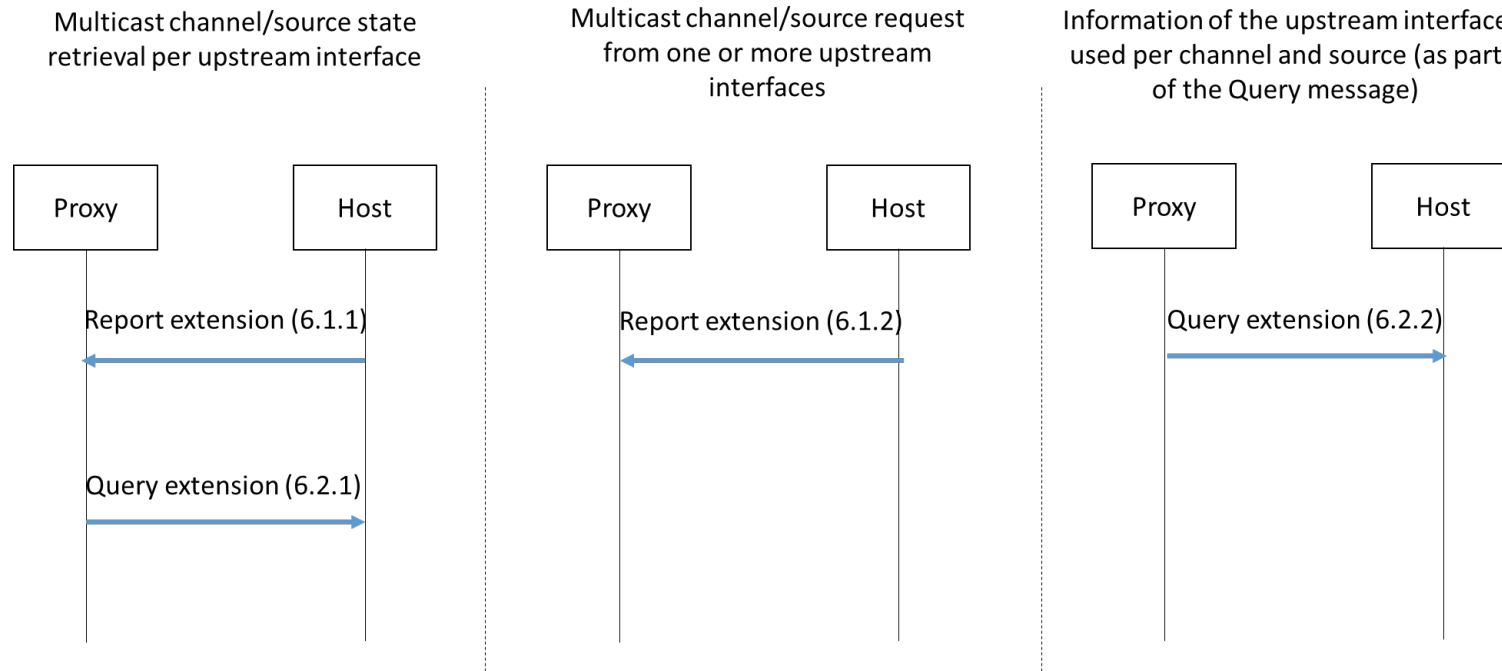 Multicast channel/source state
retrieval per upstream interface
Proxy
Host
Report extension (6.1.1)
Query extension (6.2.1)
Multicast channel/source request
from one or more upstream
interfaces
Proxy
Host
Report extension (6.1.2)
Information of the upstream interface
used per channel and source (as part
of the Query message)
Proxy
Host
Query extension (6.2.2)